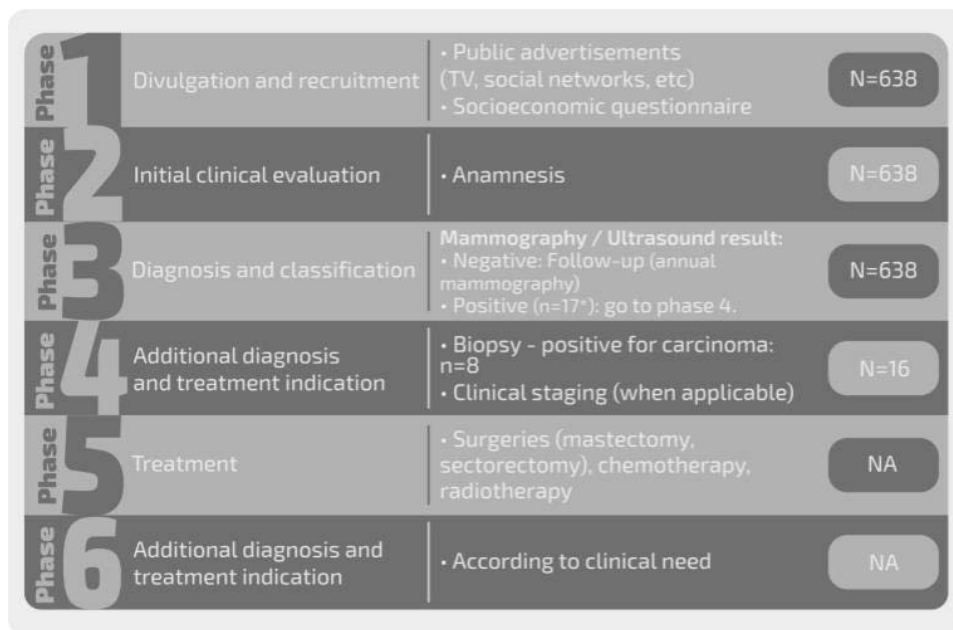 Phase 1
Divulgation and recruitment
• Public advertisements
(TV, social networks, etc)
• Socioeconomic questionnaire
N=638
Phase 2
Initial clinical evaluation
• Anamnesis
N=638
Phase 3
Diagnosis and classification
Mammography / Ultrasound result:
• Negative: Follow-up (annual
mammography)
• Positive (n=17*): go to phase 4.
N=638
Phase 4
Additional diagnosis
and treatment indication
• Biopsy - positive for carcinoma:
n=8
• Clinical staging (when applicable)
N=16
Phase 5
Treatment
• Surgeries (mastectomy,
sectorectomy), chemotherapy,
radiotherapy
NA
Phase 6
Additional diagnosis and
treatment indication
• According to clinical need
NA